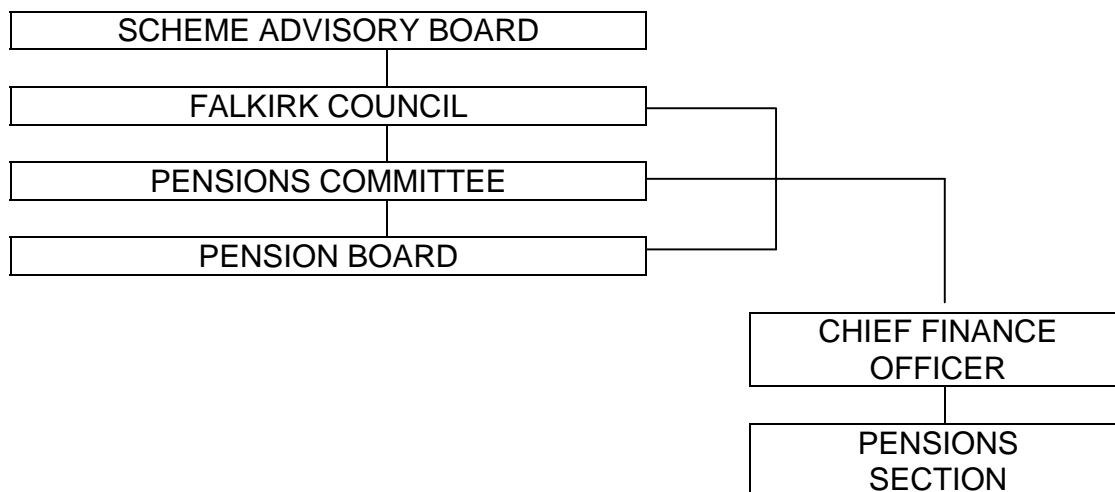 SCHEME ADVISORY BOARD
FALKIRK COUNCIL
PENSIONS COMMITTEE
PENSION BOARD
CHIEF FINANCE
OFFICER
PENSIONS
SECTION